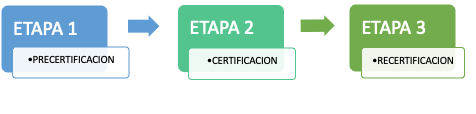 ETAPA 1
•PRECERTIFICACION
ETAPA 2
•CERTIFICACION
ETAPA 3
•RECERTIFICACION